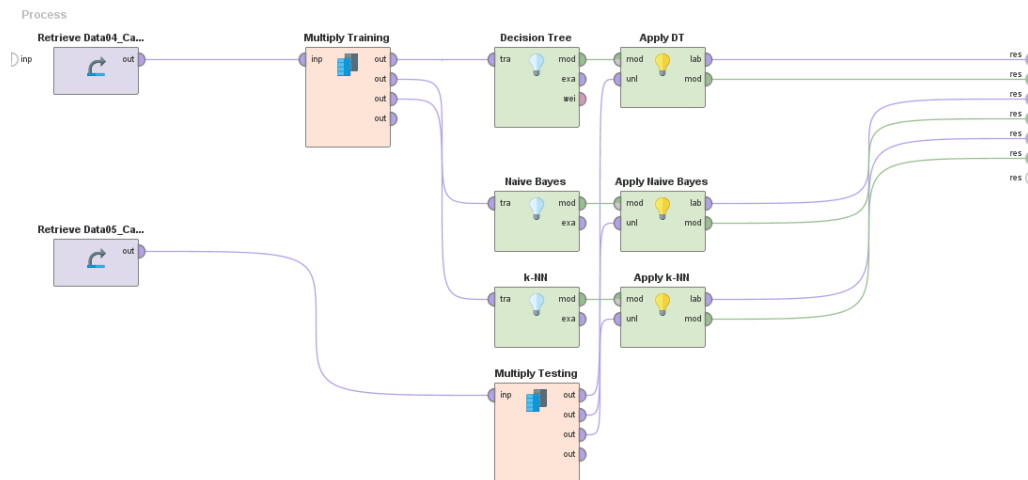 Process
inp
Retrieve Data04_Ca...
out
Multiply Training
inp
out
out
out
out
Decision Tree
tra
mod
exa
wei
Apply DT
mod
lab
unl
mod
res
res
res
res
res
res
res
Naive Bayes
tra
mod
exa
Apply Naive Bayes
mod
lab
unl
mod
Retrieve Data05_Ca...
out
k-NN
tra
mod
exa
Apply k-NN
mod
lab
unl
mod
Multiply Testing
inp
out
out
out
out